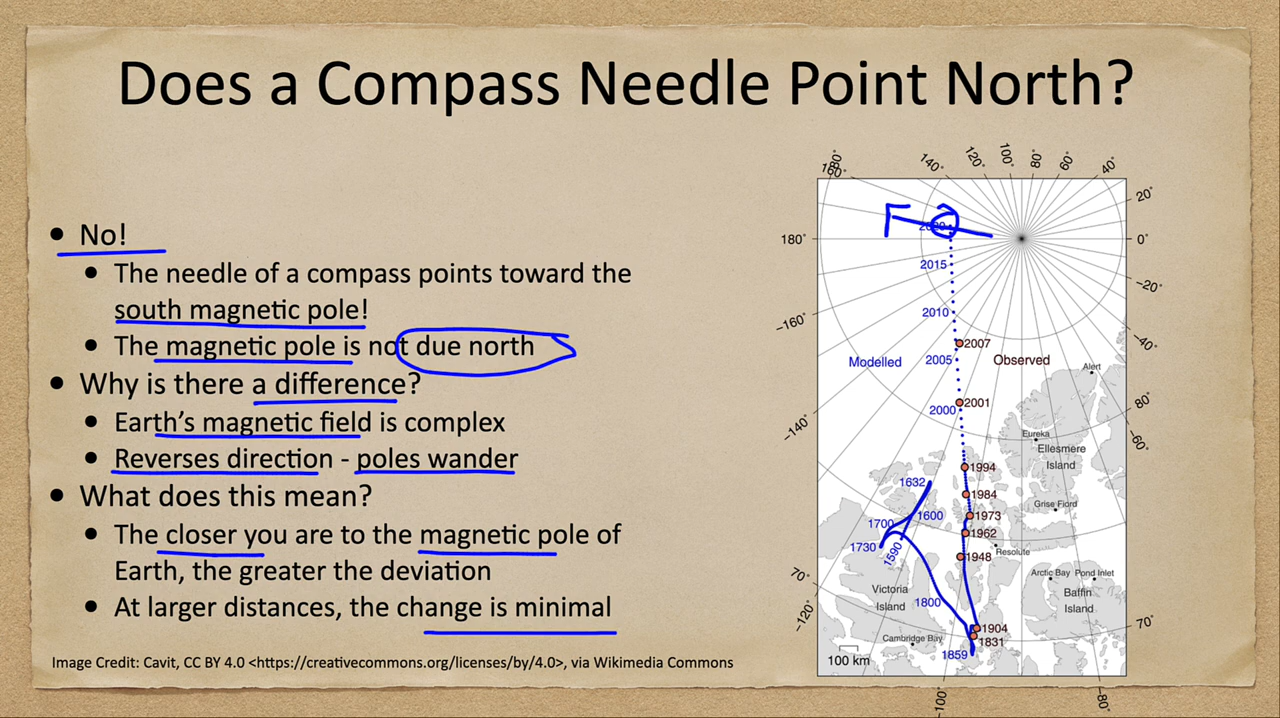 Does a Compass Needle Point North?
• No!
• The needle of a compass points toward the
south magnetic pole!
• The magnetic pole is not due north
• Why is there a difference?
• Earth's magnetic field is complex
• Reverses direction - poles wander
• What does this mean?
• The closer you are to the magnetic pole of
Earth, the greater the deviation
• At larger distances, the change is minimal
Image Credit: Cavit, CC BY 4.0 <https://creativecommons.org/licenses/by/4.0>, via Wikimedia Commons
160°
180°
140°
120°
100°
80°
60°
40°
20°
180°
0°
2020
2015
−20°
2010
−160°
2007
−40°
Modelled
2005
Observed
Alert
2000
2001
80°
−140°
−60°
Eureka
Ellesmere
Island
1994
1632
1984
Grise Fiord
1600
1973
1700
1962
1730
1590
Resolute
1948
70°
Arctic Bay
Pond Inlet
Victoria
Island
Baffin
Island
1800
−120°
1904
70°
1831
Cambridge Bay
1859
100 km
−100°
−80°